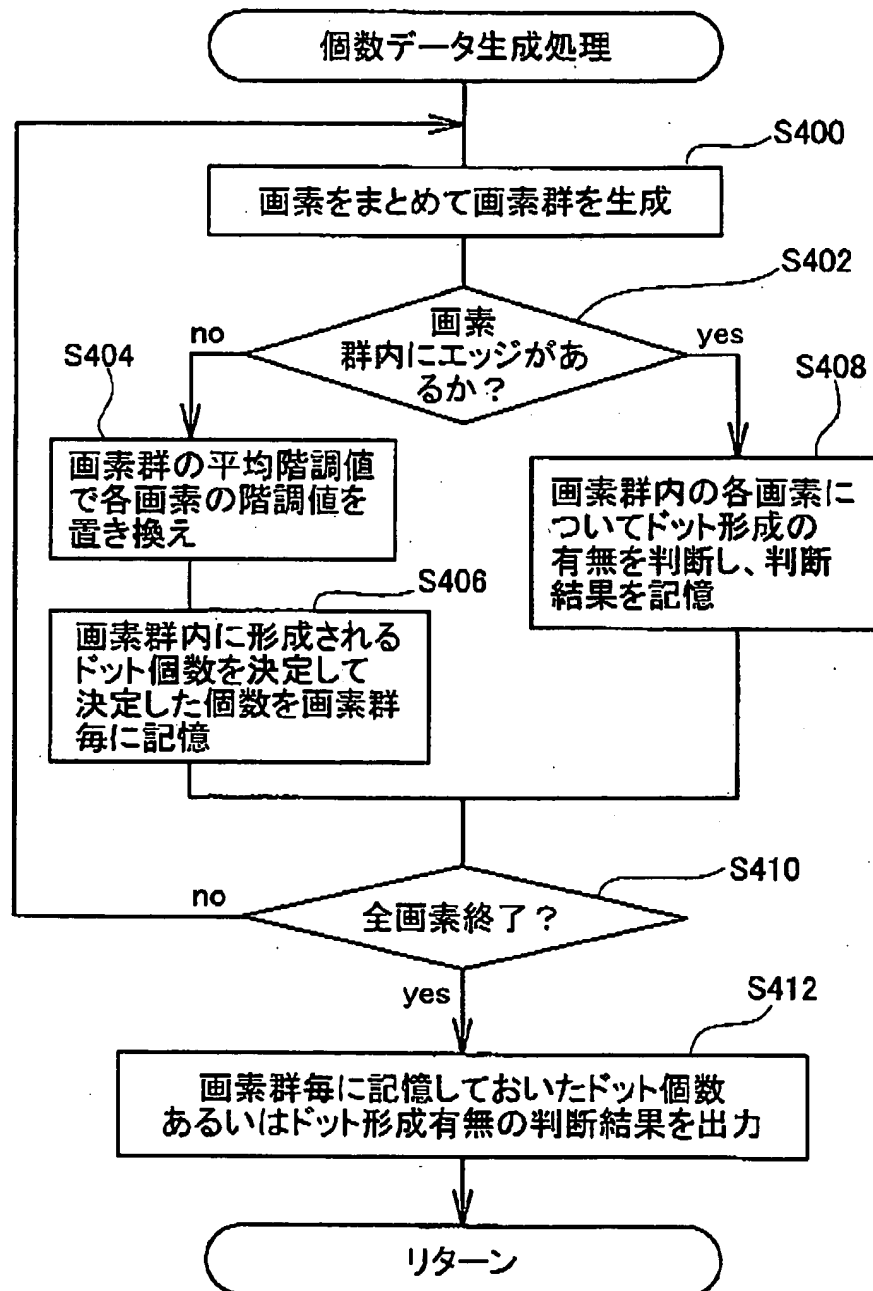 個数データ生成処理
S400
画素をまとめて画素群を生成
S402
画素
群内にエッジがあ
るか？
no
yes
S404
画素群の平均階調値
で各画素の階調値を
置き換え
S408
画素群内の各画素に
ついてドット形成の
有無を判断し、判断
結果を記憶
S406
画素群内に形成される
ドット個数を決定して
決定した個数を画素群
毎に記憶
S410
全画素終了？
no
yes
S412
画素群毎に記憶しておいたドット個数
あるいはドット形成有無の判断結果を出力
リターン